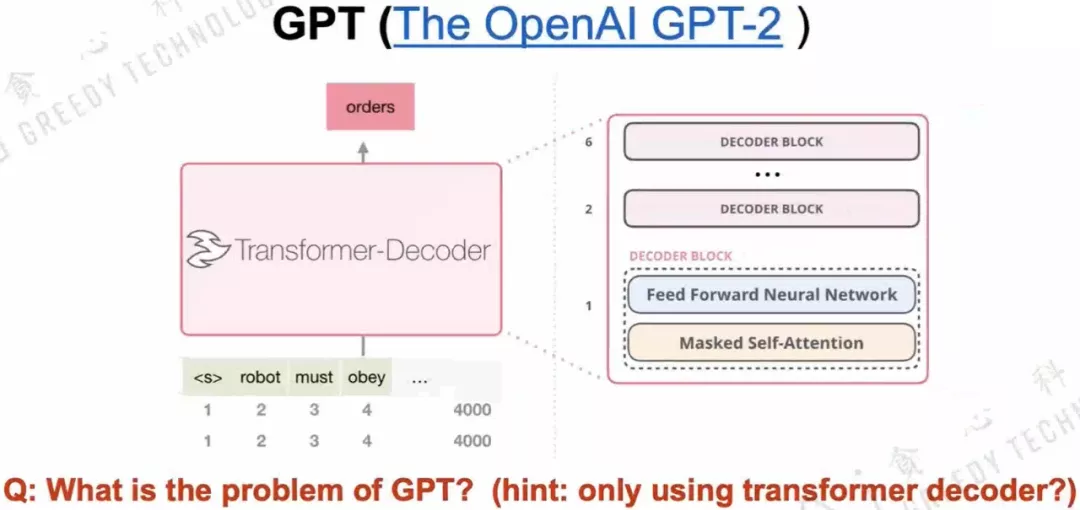 GPT (The OpenAI GPT-2 )
orders
Transformer-Decoder
<s> robot must obey ...
1 2 3 4 4000
1 2 3 4 4000
6 DECODER BLOCK
...
2 DECODER BLOCK
DECODER BLOCK
1
Feed Forward Neural Network
Masked Self-Attention
Q: What is the problem of GPT? (hint: only using transformer decoder?)
贪心科
GREEDY TECHNOLOG
贪心科
GREEDY TECHN